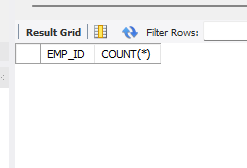 Result Grid Filter Rows:
EMP_ID COUNT(*)